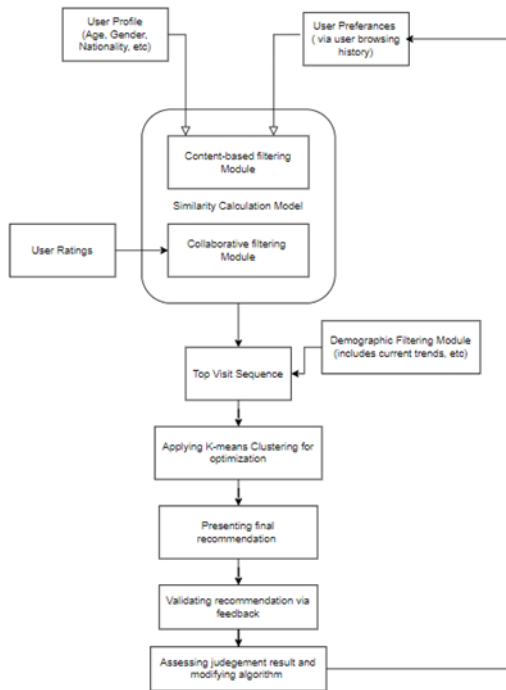 User Profile
(Age, Gender,
Nationality, etc)
User Preferances
( via user browsing
history)
Content-based filtering
Module
Similarity Calculation Model
User Ratings
Collaborative filtering
Module
Demographic Filtering Module
(includes current trends, etc)
Top Visit Sequence
Applying K-means Clustering for
optimization
Presenting final
recommendation
Validating recommendation via
feedback
Assessing judegement result and
modifying algorithm